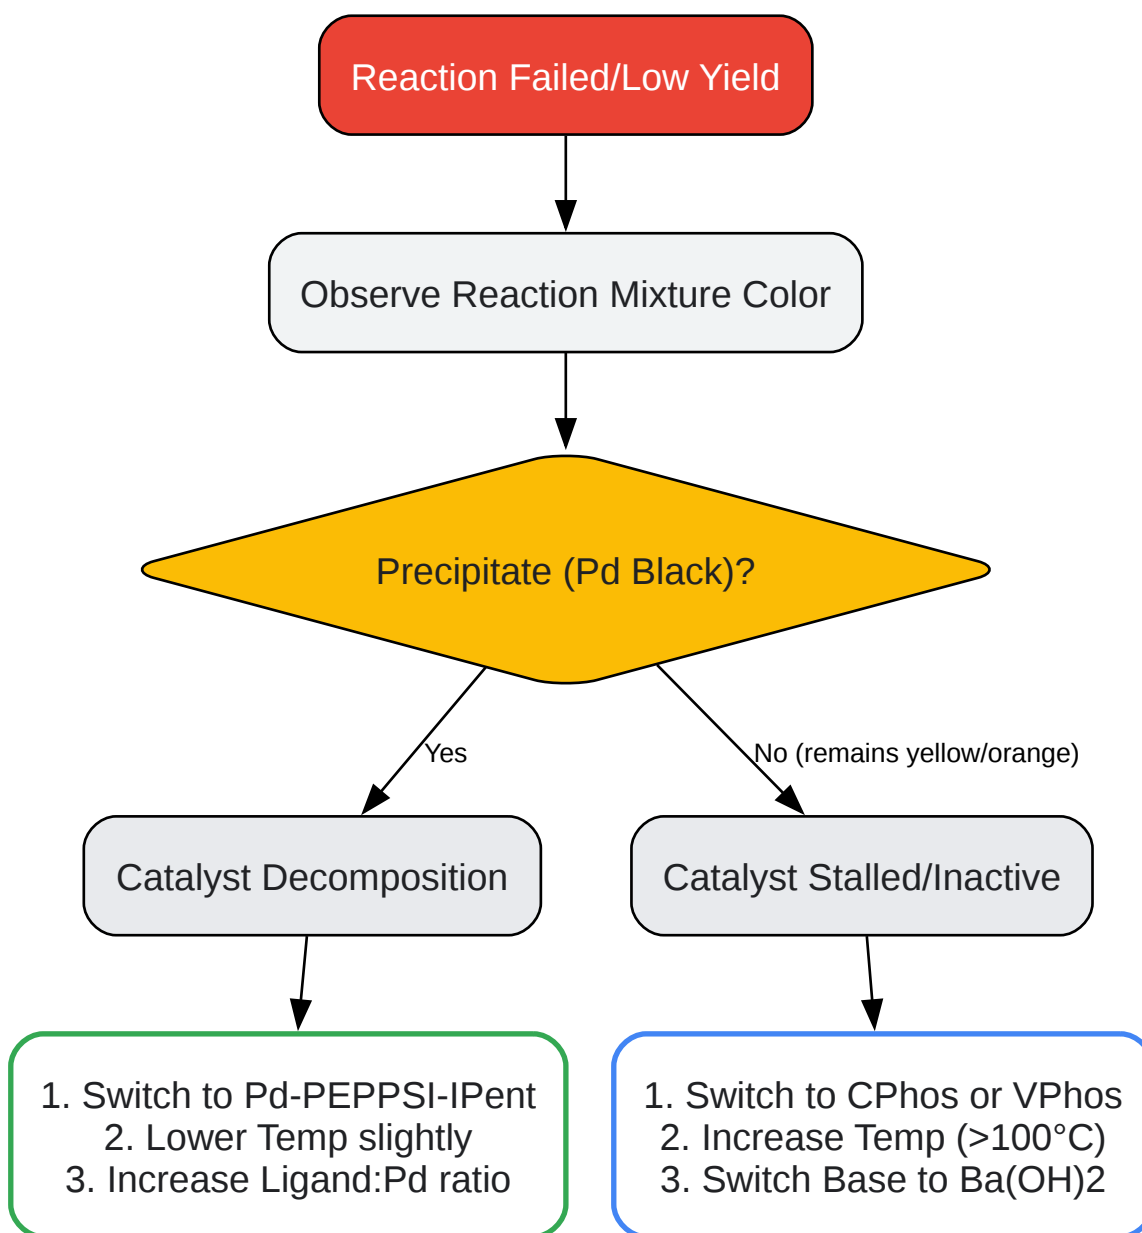 Reaction Failed/Low Yield
Observe Reaction Mixture Color
Precipitate (Pd Black)?
Yes
No (remains yellow/orange)
Catalyst Decomposition
Catalyst Stalled/Inactive
1. Switch to Pd-PEPPSI-IPent
2. Lower Temp slightly
3. Increase Ligand:Pd ratio
1. Switch to CPhos or VPhos
2. Increase Temp (>100°C)
3. Switch Base to Ba(OH)2